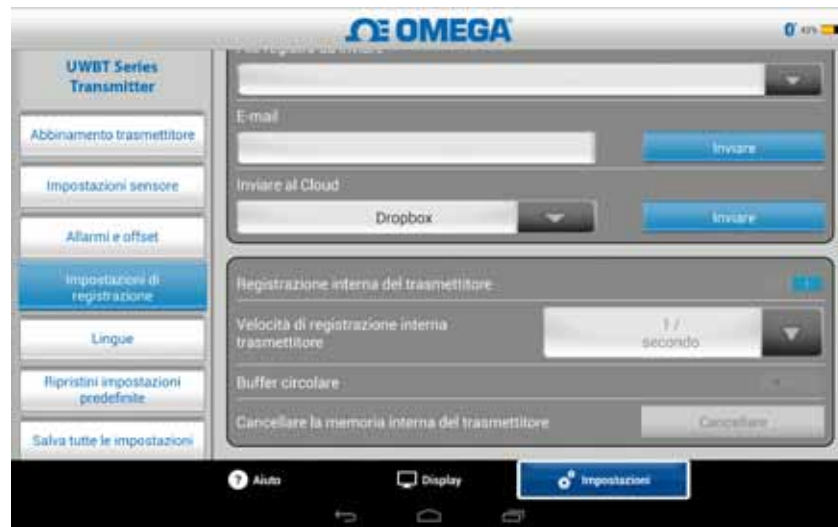 OMEGA
UWBT Series
Transmitter
Abbinamento trasmettitore
Impostazioni sensore
Allarmi e offset
Impostazioni di
registrazione
Lingue
Ripristini impostazioni
predefinite
Salva tutte le impostazioni
E-mail
Inviare
Inviare al Cloud
Dropbox
Inviare
Registrazione interna del trasmettitore
Velocità di registrazione interna
trasmettitore
1 /
secondo
Buffer circolare
Cancellare la memoria interna del trasmettitore
Cancellare
Aiuto
Display
Impostazioni